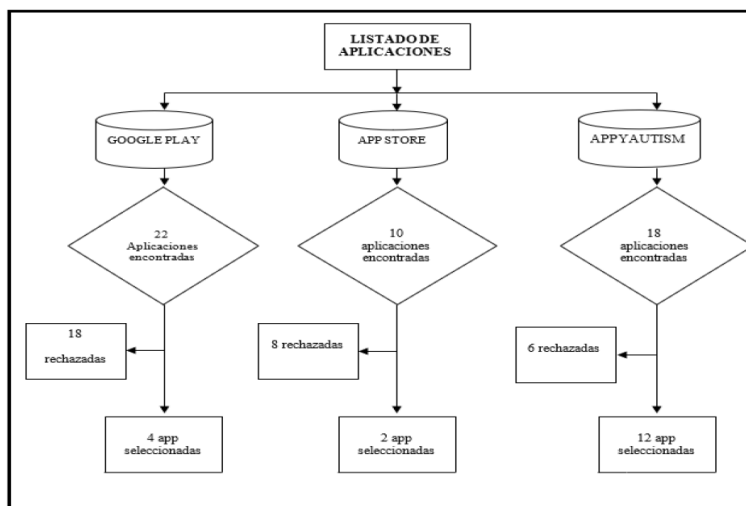 LISTADO DE
APLICACIONES
GOOGLE PLAY
APP STORE
APPYAUTISM
22
Aplicaciones
encontradas
10
aplicaciones
encontradas
18
aplicaciones
encontradas
18
rechazadas
8 rechazadas
6 rechazadas
4 app
seleccionadas
2 app
seleccionadas
12 app
seleccionadas